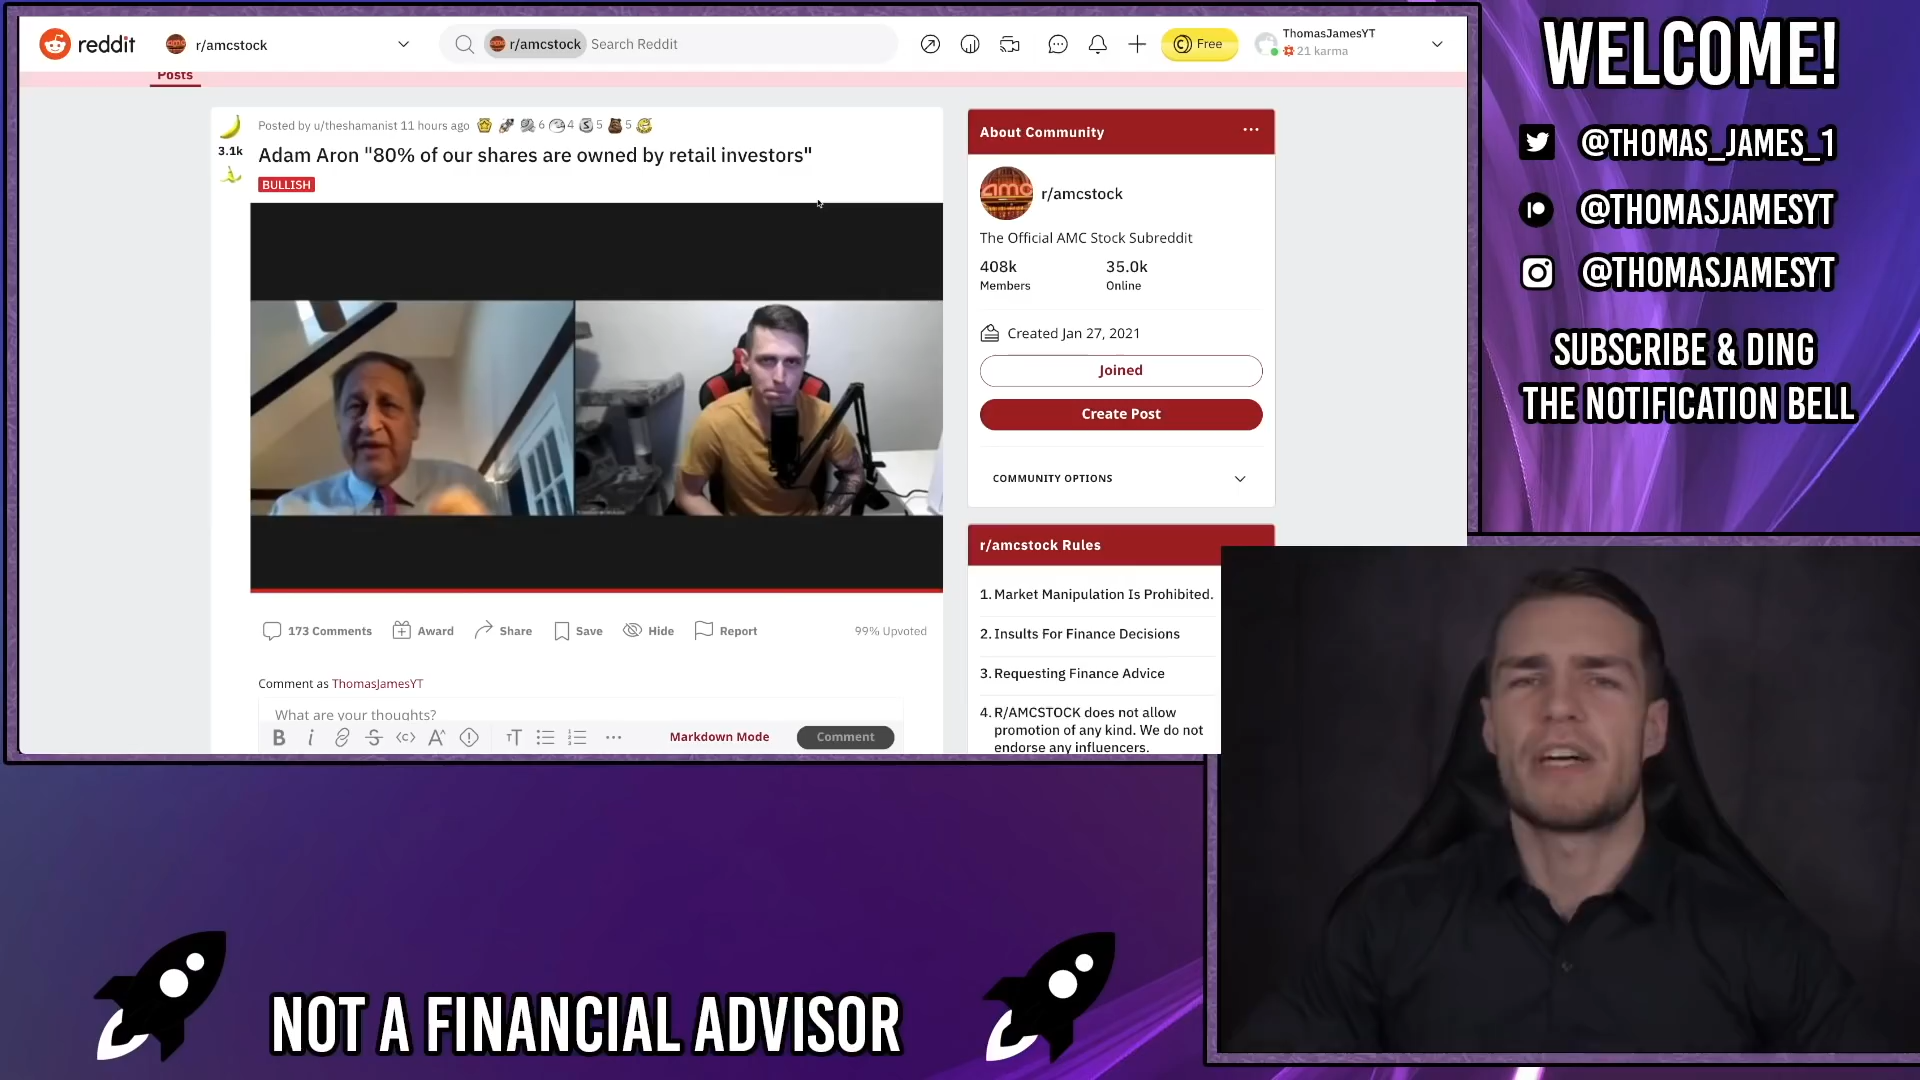 reddit
r/amcstock
r/amcstock Search Reddit
Free
ThomasJamesYT
21 karma
Posts
Posted by u/theshamanist 11 hours ago 6 4 5 5
3.1k
Adam Aron "80% of our shares are owned by retail investors"
BULLISH
173 Comments Award Share Save Hide Report 99% Upvoted
Comment as ThomasJamesYT
What are your thoughts?
Markdown Mode Comment
About Community
amc
r/amcstock
The Official AMC Stock Subreddit
408k 35.0k
Members Online
Created Jan 27, 2021
Joined
Create Post
COMMUNITY OPTIONS
r/amcstock Rules
1. Market Manipulation Is Prohibited.
2. Insults For Finance Decisions
3. Requesting Finance Advice
4. R/AMCSTOCK does not allow
promotion of any kind. We do not
endorse any influencers.
WELCOME!
@THOMAS_JAMES_1
@THOMASJAMESYT
@THOMASJAMESYT
SUBSCRIBE & DING
THE NOTIFICATION BELL
NOT A FINANCIAL ADVISOR